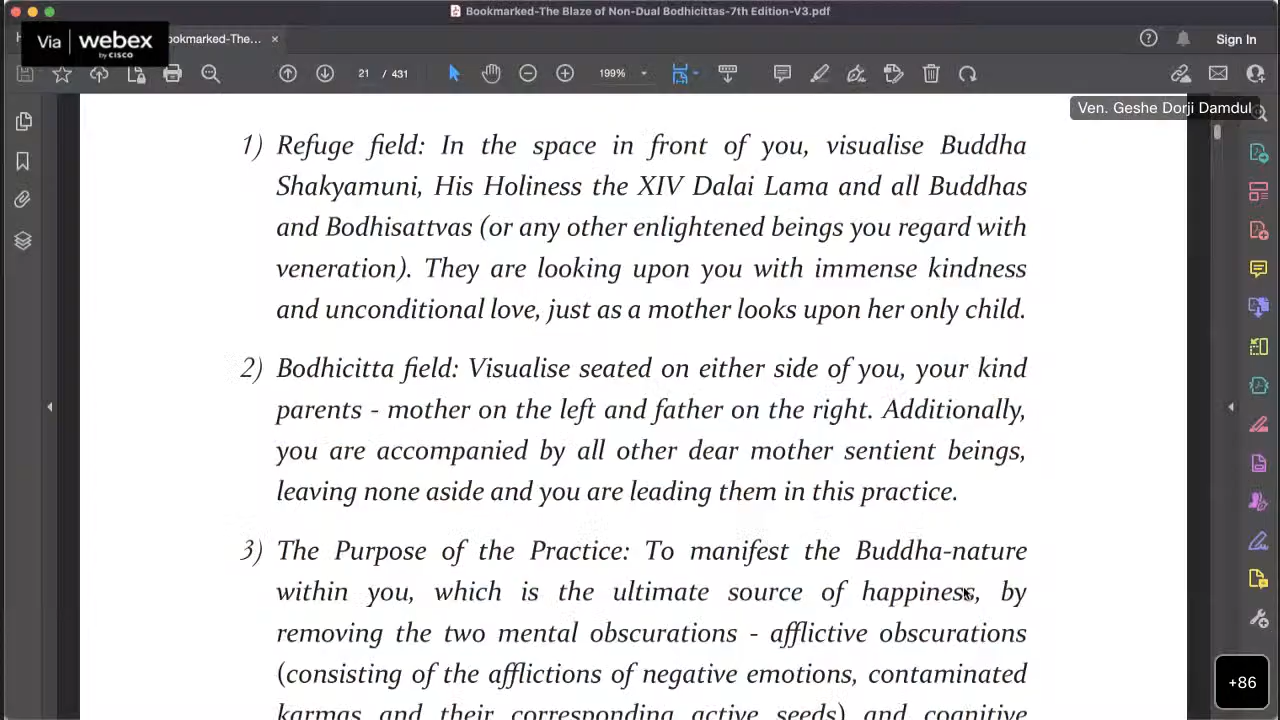 Bookmarked-The Blaze of Non-Dual Bodhicittas-7th Edition-V3.pdf
Via webex
by CISCO
ookmarked-The...
Sign In
21 / 431
199%
Ven. Geshe Dorji Damdul
1) Refuge field: In the space in front of you, visualise Buddha
Shakyamuni, His Holiness the XIV Dalai Lama and all Buddhas
and Bodhisattvas (or any other enlightened beings you regard with
veneration). They are looking upon you with immense kindness
and unconditional love, just as a mother looks upon her only child.
2) Bodhicitta field: Visualise seated on either side of you, your kind
parents - mother on the left and father on the right. Additionally,
you are accompanied by all other dear mother sentient beings,
leaving none aside and you are leading them in this practice.
3) The Purpose of the Practice: To manifest the Buddha-nature
within you, which is the ultimate source of happiness, by
removing the two mental obscurations - afflictive obscurations
(consisting of the afflictions of negative emotions, contaminated
karmas and their corresponding active seeds) and cognitive
+86